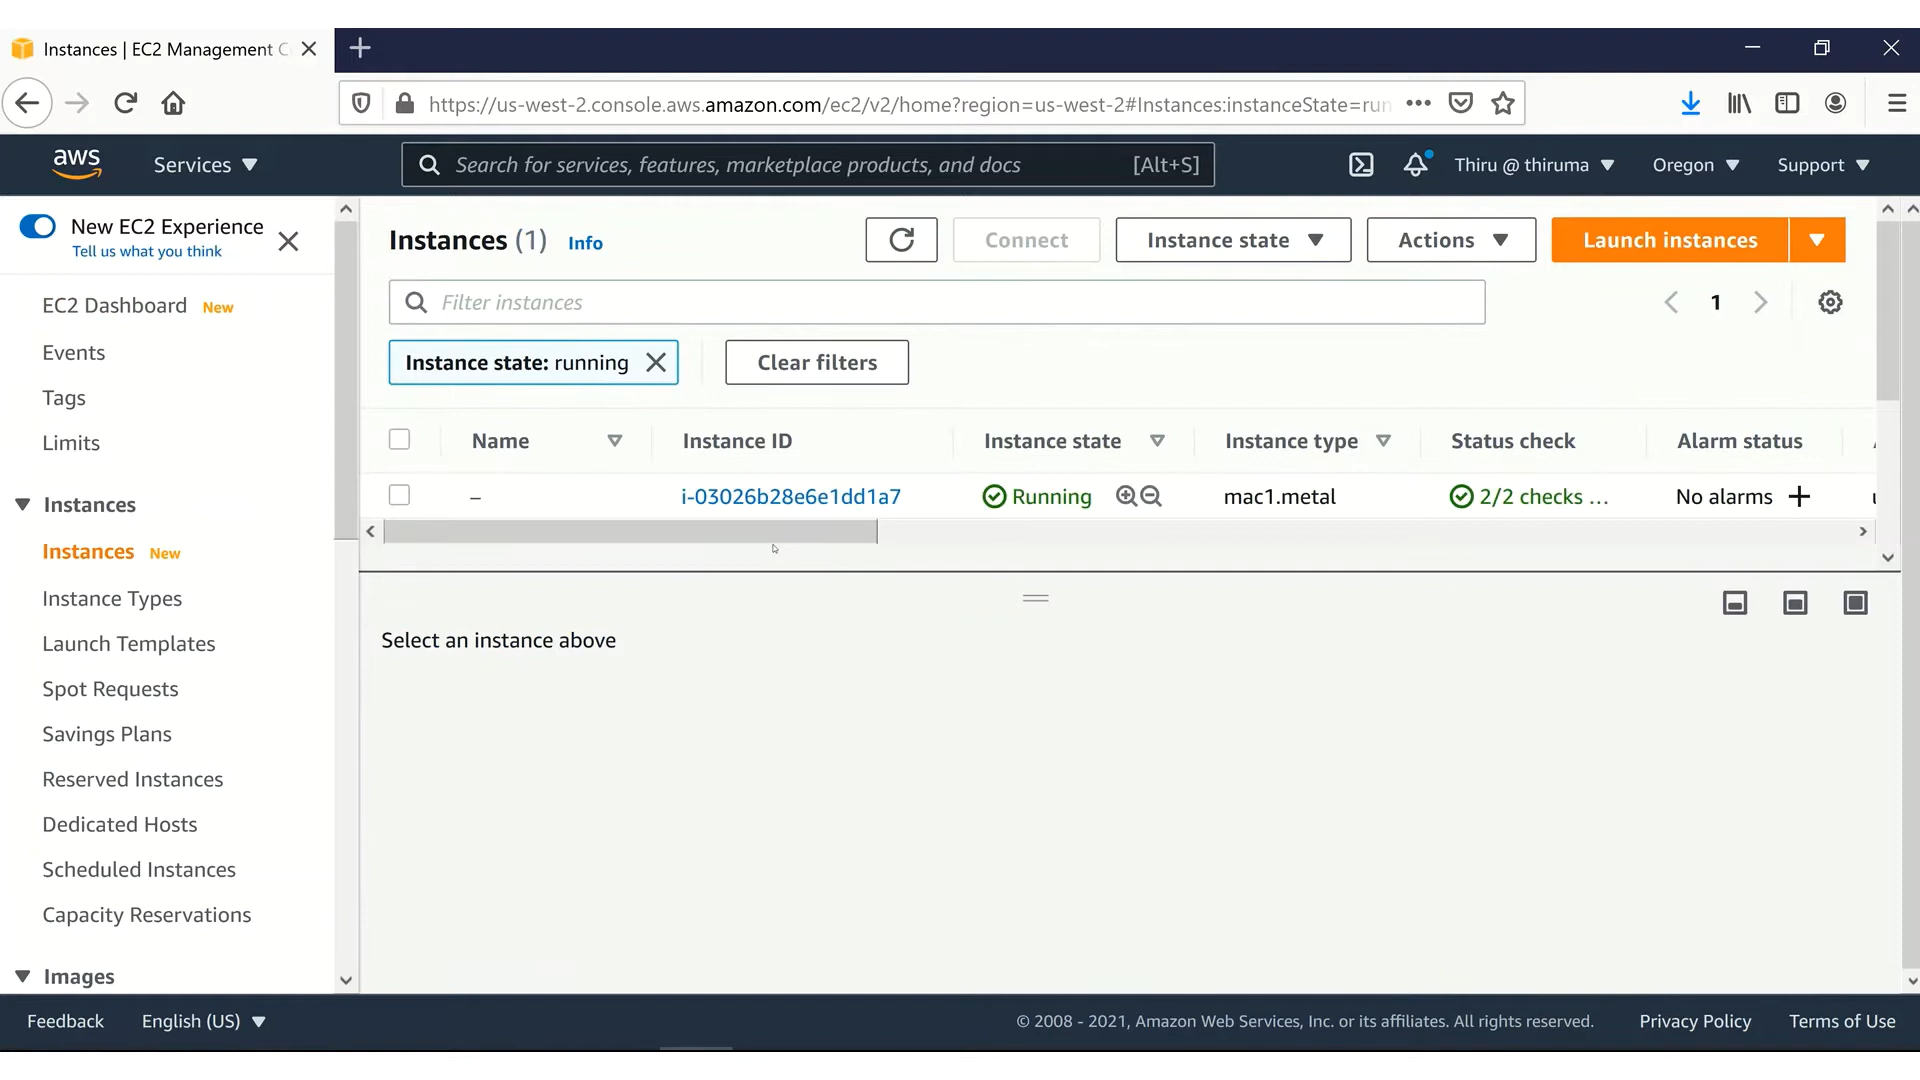 Instances | EC2 Management C
https://us-west-2.console.aws.amazon.com/ec2/v2/home?region=us-west-2#Instances:instanceState=run
aws
Services
Search for services, features, marketplace products, and docs
[Alt+S]
Thiru @ thiruma
Oregon
Support
New EC2 Experience
Tell us what you think
EC2 Dashboard New
Events
Tags
Limits
Instances
Instances New
Instance Types
Launch Templates
Spot Requests
Savings Plans
Reserved Instances
Dedicated Hosts
Scheduled Instances
Capacity Reservations
Images
Instances (1) Info
Connect
Instance state
Actions
Launch instances
Filter instances
1
Instance state: running
Clear filters
Name Instance ID Instance state Instance type Status check Alarm status
– i-03026b28e6e1dd1a7 Running mac1.metal 2/2 checks ... No alarms +
Select an instance above
Feedback
English (US)
© 2008 - 2021, Amazon Web Services, Inc. or its affiliates. All rights reserved.
Privacy Policy
Terms of Use